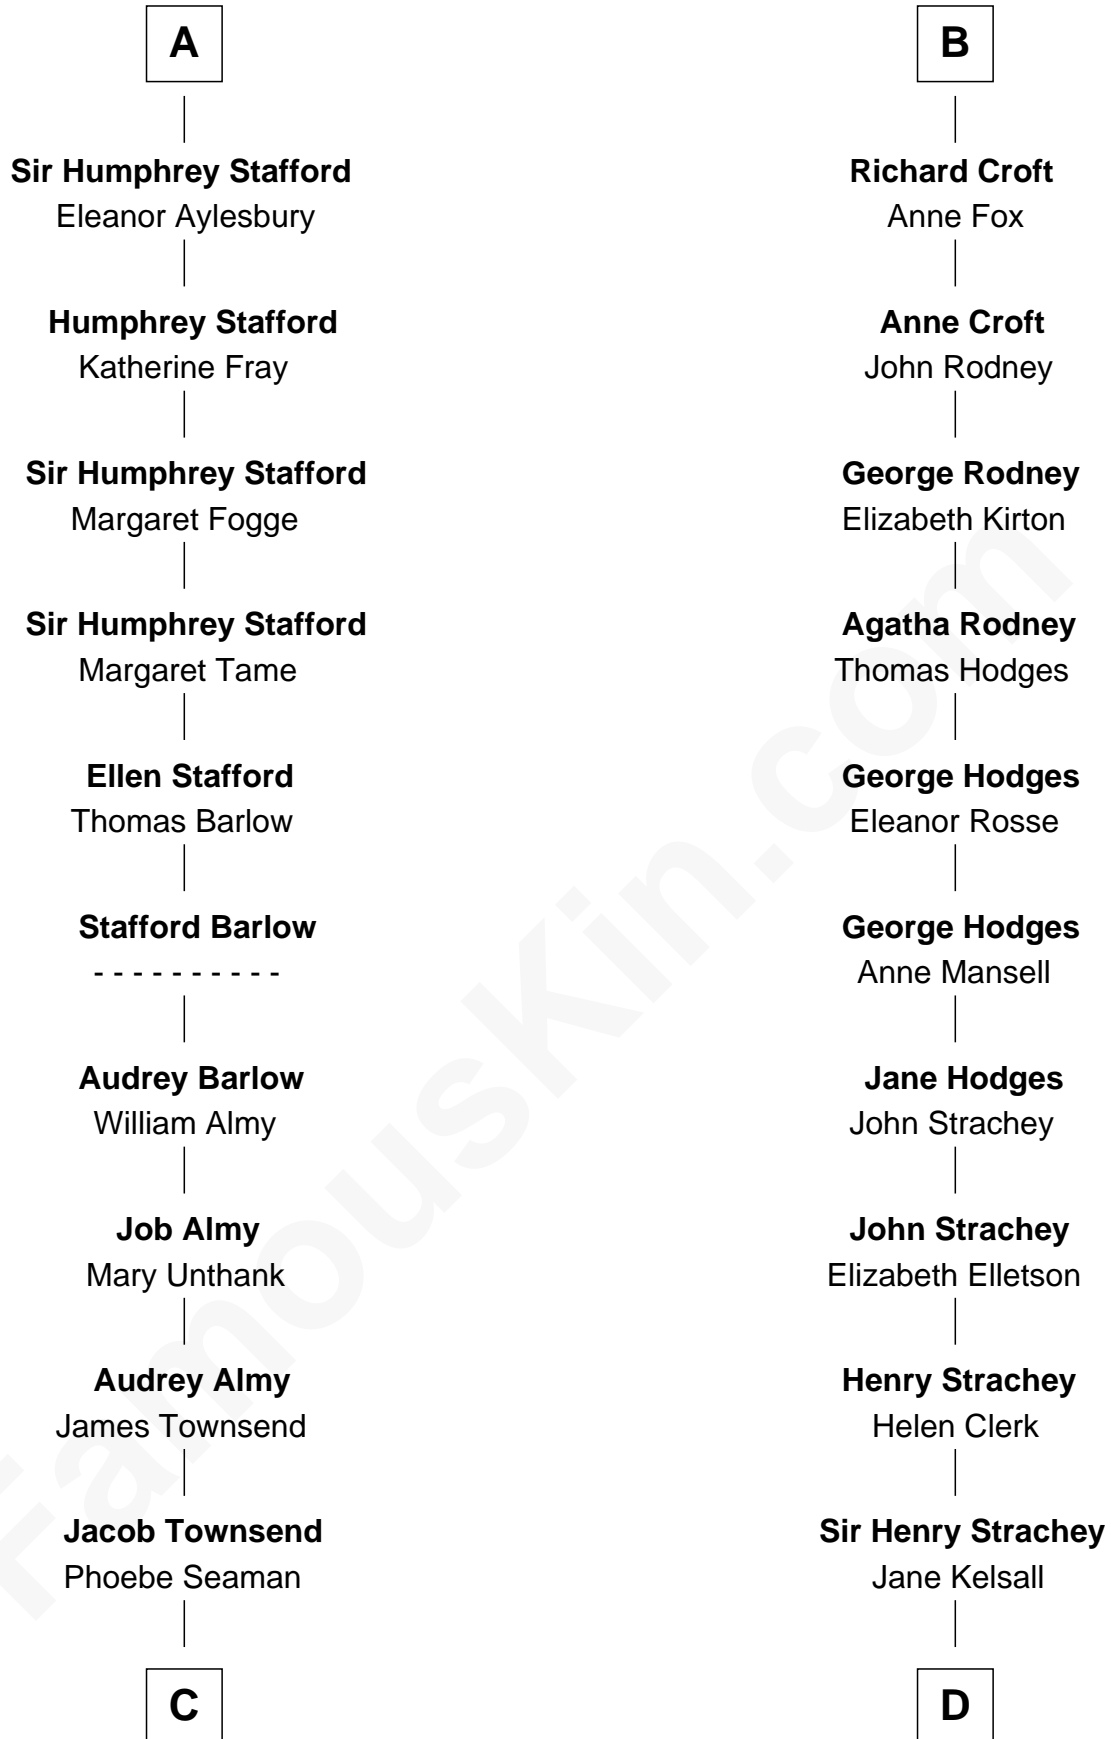 A
Sir Humphrey Stafford
Eleanor Aylesbury
Humphrey Stafford
Katherine Fray
Sir Humphrey Stafford
Margaret Fogge
Sir Humphrey Stafford
Margaret Tame
Ellen Stafford
Thomas Barlow
Stafford Barlow
- - - - - - - - - -
Audrey Barlow
William Almy
Job Almy
Mary Unthank
Audrey Almy
James Townsend
Jacob Townsend
Phoebe Seaman
C
B
Richard Croft
Anne Fox
Anne Croft
John Rodney
George Rodney
Elizabeth Kirton
Agatha Rodney
Thomas Hodges
George Hodges
Eleanor Rosse
George Hodges
Anne Mansell
Jane Hodges
John Strachey
John Strachey
Elizabeth Elletson
Henry Strachey
Helen Clerk
Sir Henry Strachey
Jane Kelsall
D
FamousKin.com